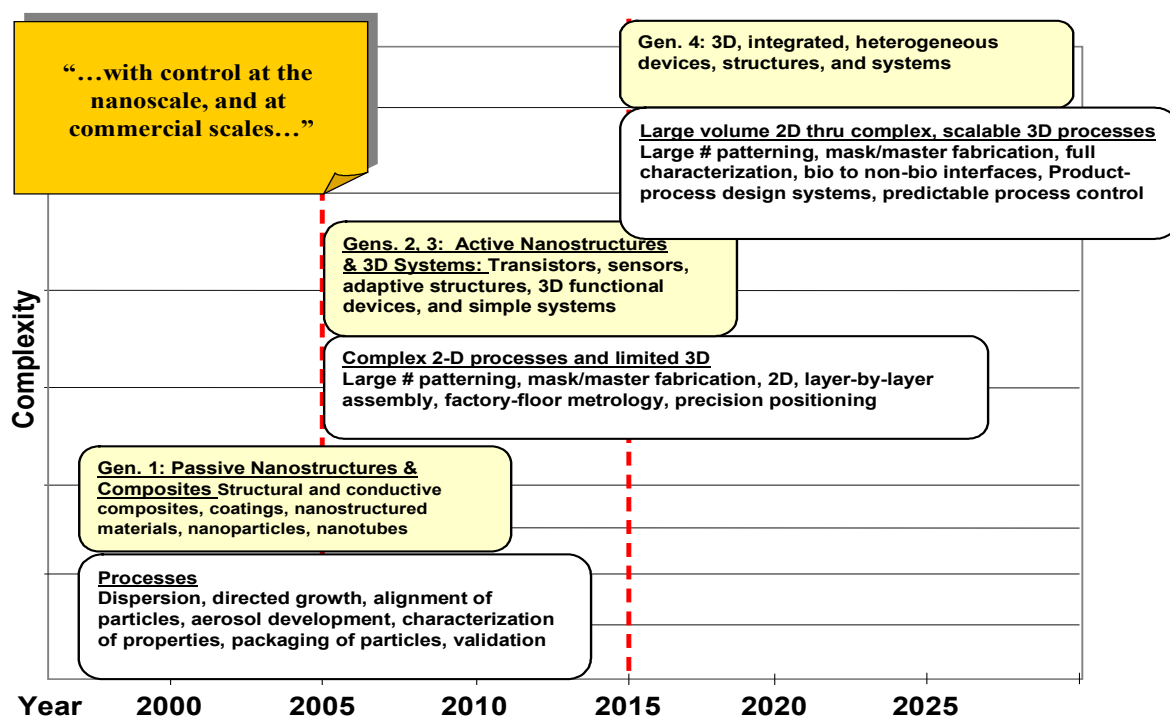 “…with control at the
nanoscale, and at
commercial scales…”
Gen. 4: 3D, integrated, heterogeneous
devices, structures, and systems
Large volume 2D thru complex, scalable 3D processes
Large # patterning, mask/master fabrication, full
characterization, bio to non-bio interfaces, Product-
process design systems, predictable process control
Gens. 2, 3: Active Nanostructures
& 3D Systems: Transistors, sensors,
adaptive structures, 3D functional
devices, and simple systems
Complex 2-D processes and limited 3D
Large # patterning, mask/master fabrication, 2D, layer-by-layer
assembly, factory-floor metrology, precision positioning
Gen. 1: Passive Nanostructures &
Composites Structural and conductive
composites, coatings, nanostructured
materials, nanoparticles, nanotubes
Processes
Dispersion, directed growth, alignment of
particles, aerosol development, characterization
of properties, packaging of particles, validation
Complexity
Year 2000 2005 2010 2015 2020 2025